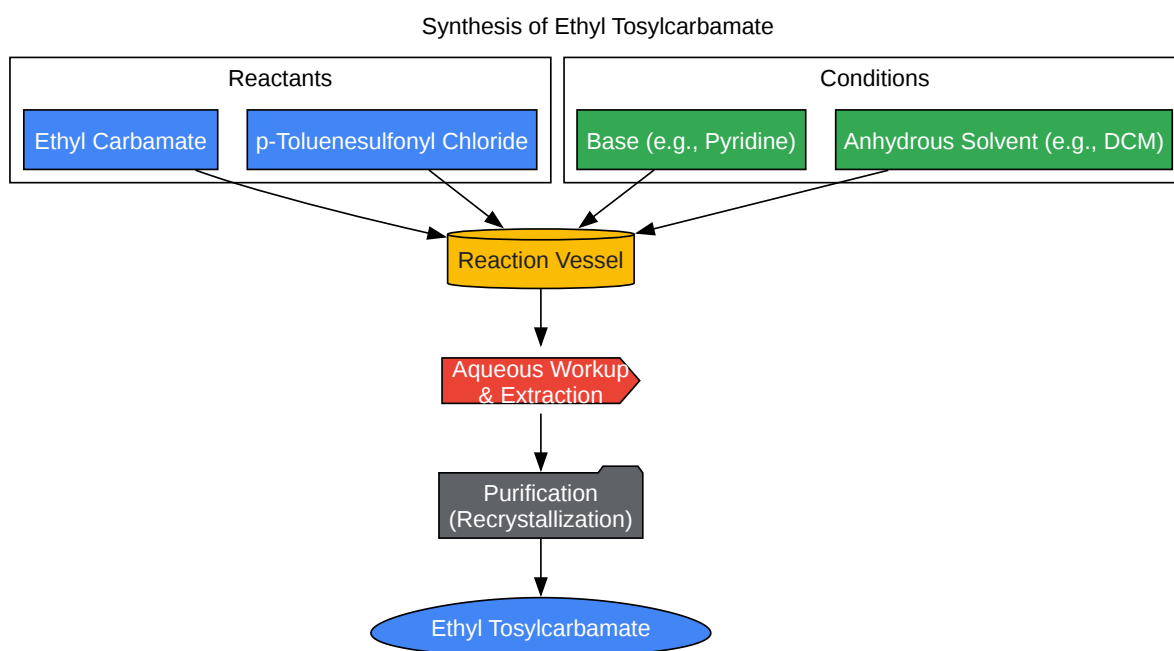 Synthesis of Ethyl Tosylcarbamate
Reactants
Conditions
Ethyl Carbamate
p-Toluenesulfonyl Chloride
Base (e.g., Pyridine)
Anhydrous Solvent (e.g., DCM)
Reaction Vessel
Aqueous Workup
& Extraction
Purification
(Recrystallization)
Ethyl Tosylcarbamate